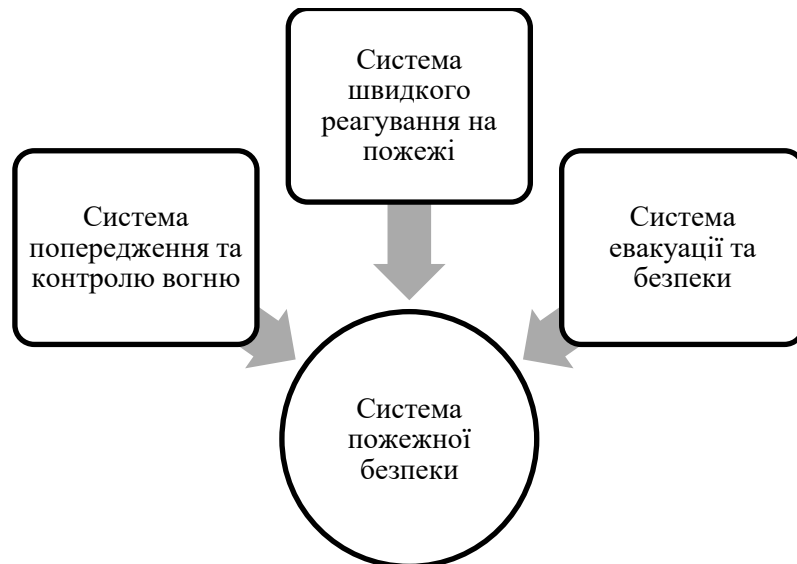 Система
швидкого
реагування на
пожежі
Система
попередження та
контролю вогню
Система
евакуації та
безпеки
Система
пожежної
безпеки